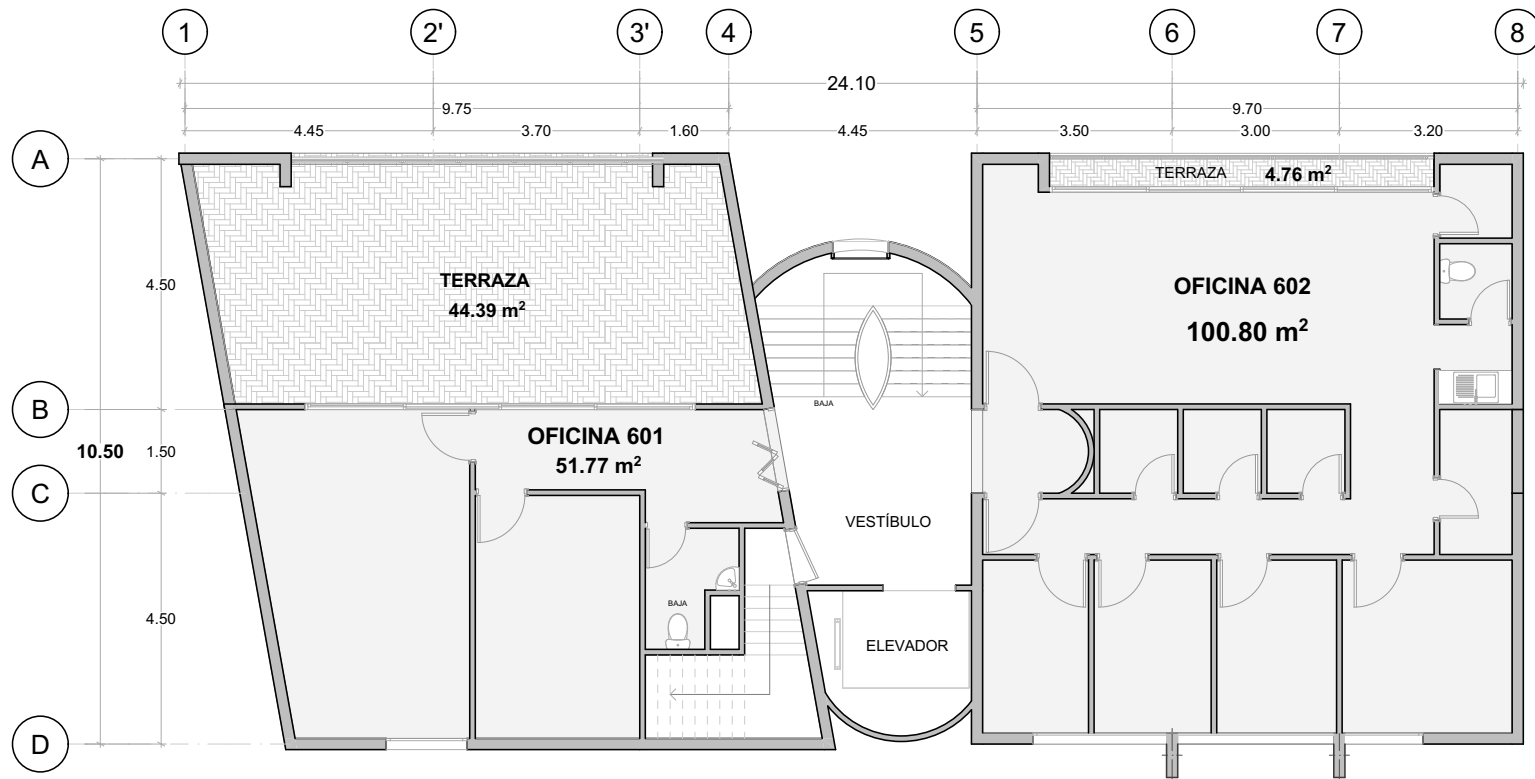 1 2' 3' 4 5 6 7 8
24.10
9.75 9.70
4.45 3.70 1.60 4.45 3.50 3.00 3.20
A
TERRAZA 4.76 m²
TERRAZA
44.39 m²
4.50
OFICINA 602
100.80 m²
BAJA
B
OFICINA 601
51.77 m²
10.50 1.50
C
VESTÍBULO
BAJA
4.50
ELEVADOR
D